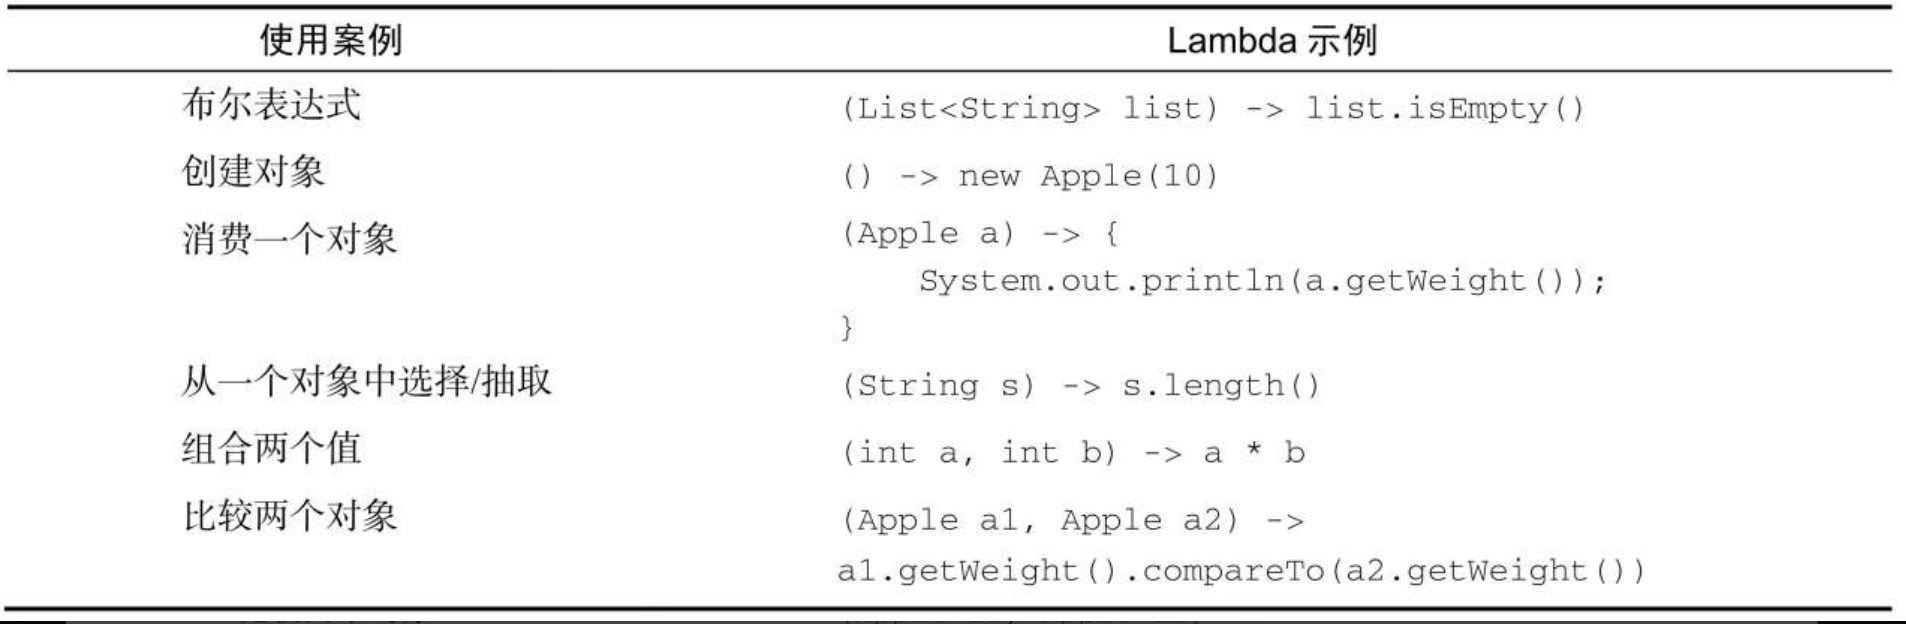 使用案例 Lambda 示例
布尔表达式 (List<String> list) -> list.isEmpty()
创建对象 () -> new Apple(10)
消费一个对象 (Apple a) -> {
System.out.println(a.getWeight());
}
从一个对象中选择/抽取 (String s) -> s.length()
组合两个值 (int a, int b) -> a * b
比较两个对象 (Apple a1, Apple a2) ->
a1.getWeight().compareTo(a2.getWeight())